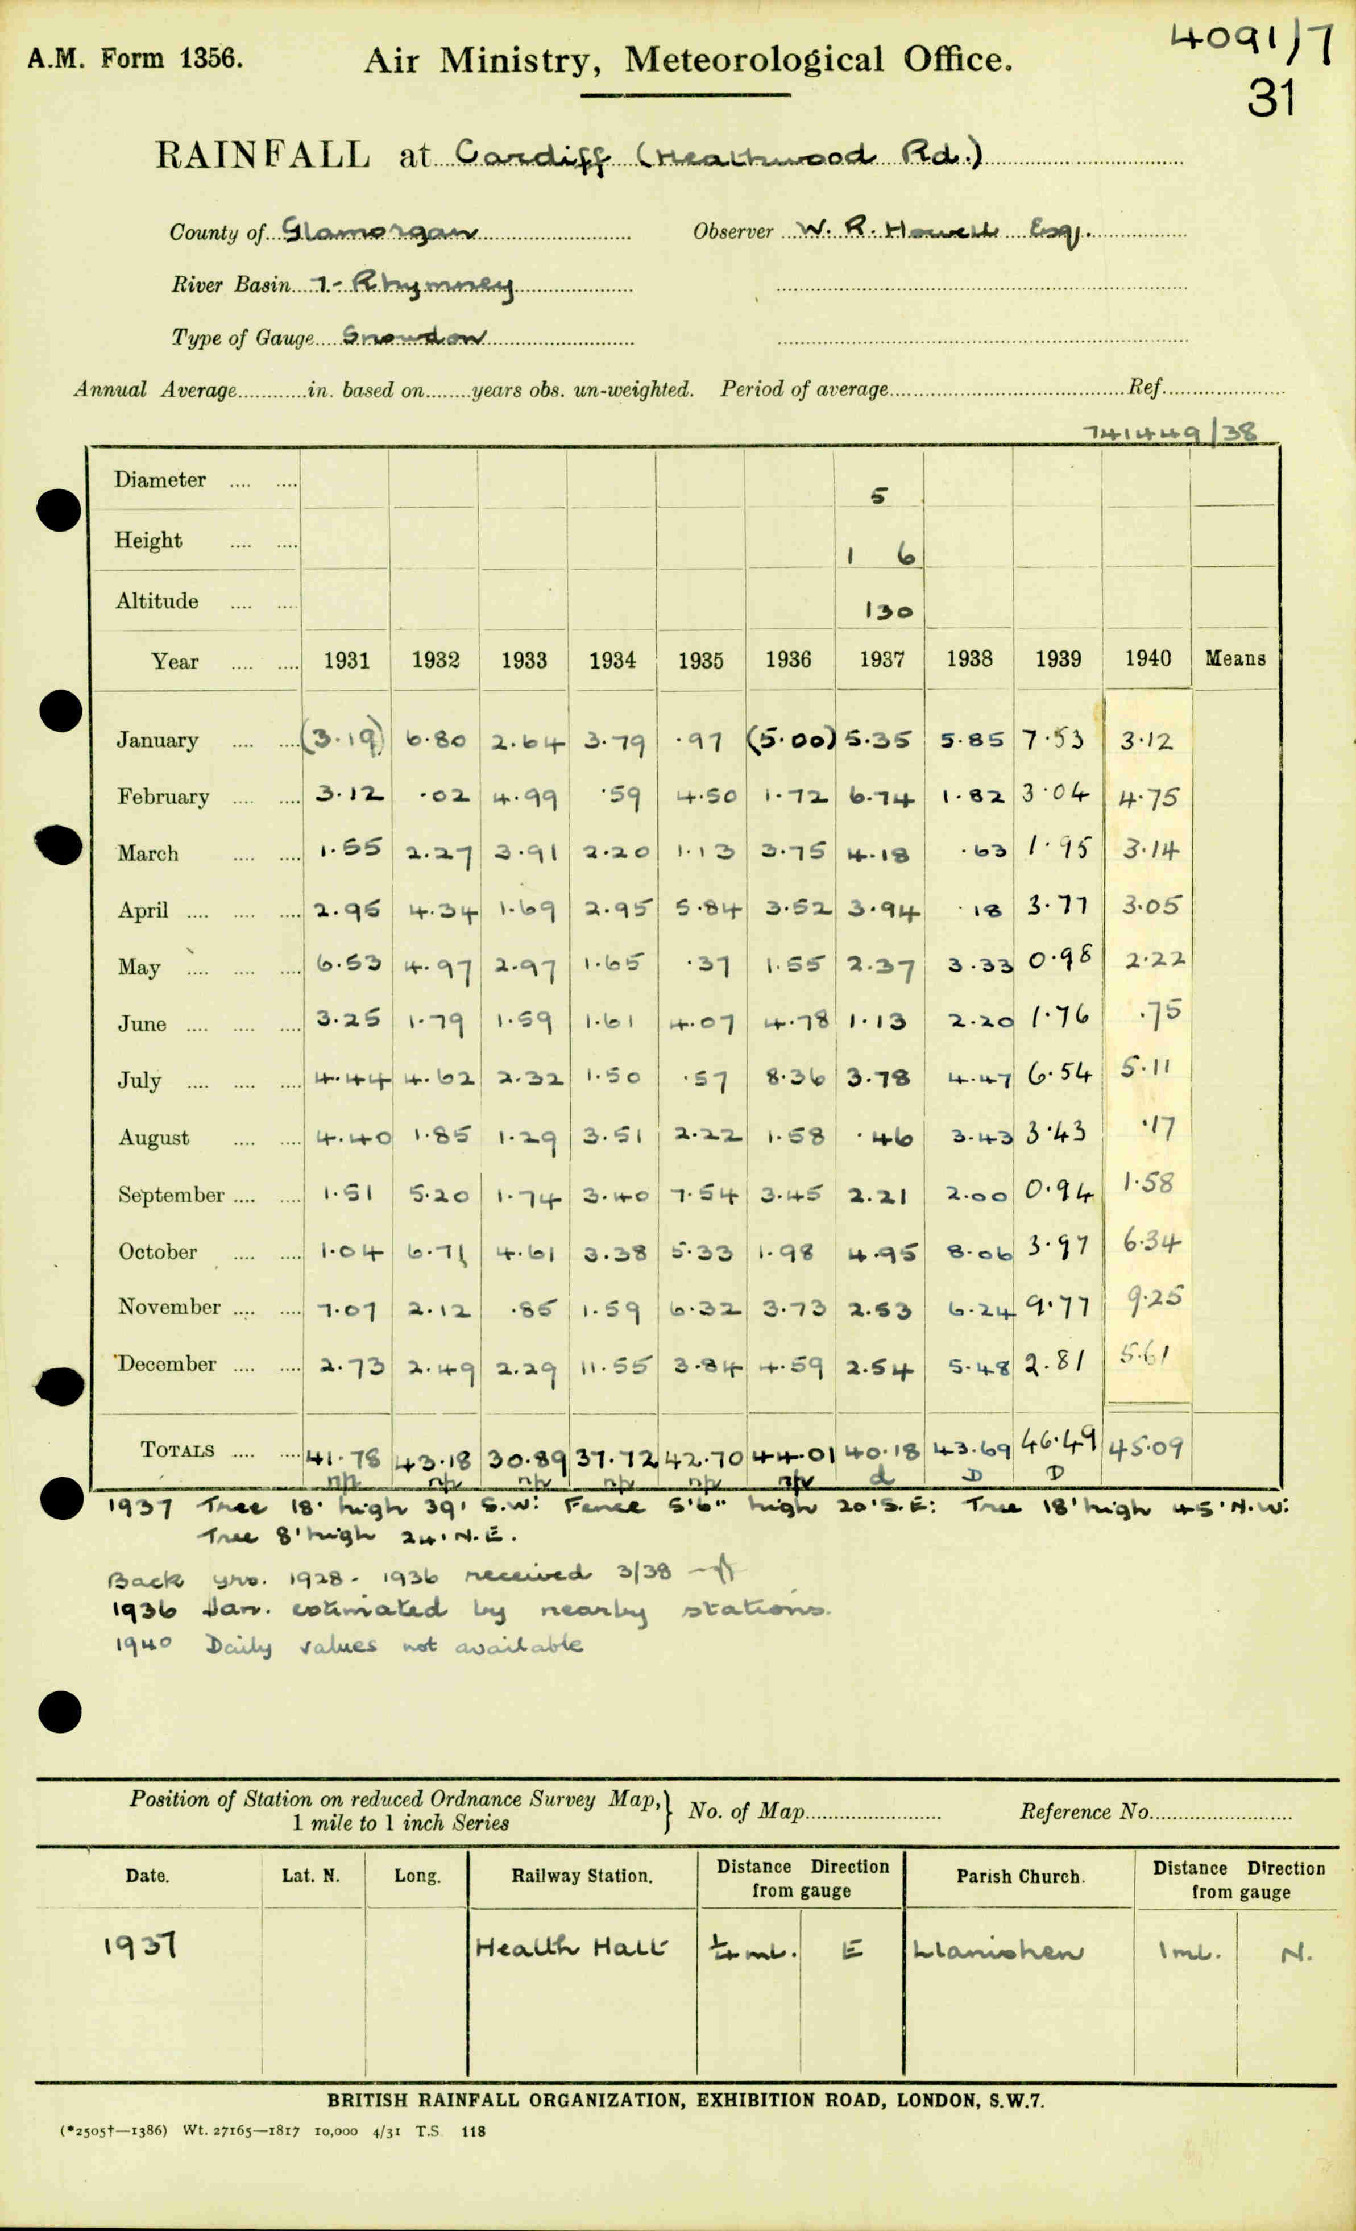 4091/7
A.M. Form 1356. Air Ministry, Meteorological Office.
31
RAINFALL at Cardiff (Heathwood Rd.)
County of Glamorgan Observer W. R. Howell Esq.
River Basin 7 - Rhymney
Type of Gauge Snowdon
Annual Average in. based on years obs. un-weighted. Period of average Ref.
741449/38
Diameter 5
Height 1 6
Altitude 130
Year 1931 1932 1933 1934 1935 1936 1937 1938 1939 1940 Means
January (3.19) 6.80 2.64 3.79 .97 (5.00) 5.35 5.85 7.53 3.12
February 3.12 .02 4.99 .59 4.50 1.72 6.74 1.82 3.04 4.75
March 1.55 2.27 3.91 2.20 1.13 3.75 4.18 .63 1.95 3.14
April 2.95 4.34 1.69 2.95 5.84 3.52 3.94 .18 3.77 3.05
May 6.53 4.97 2.97 1.65 .37 1.55 2.37 3.33 0.98 2.22
June 3.25 1.79 1.59 1.61 4.07 4.78 1.13 2.20 1.76 .75
July 4.44 4.62 2.32 1.50 .57 8.36 3.78 4.47 6.54 5.11
August 4.40 1.85 1.29 3.51 2.22 1.58 .46 3.43 3.43 .17
September 1.51 5.20 1.74 3.40 7.54 3.45 2.21 2.00 0.94 1.58
October 1.04 6.71 4.61 3.38 5.33 1.98 4.95 8.06 3.97 6.34
November 7.07 2.12 .85 1.59 6.32 3.73 2.53 6.24 9.77 9.25
December 2.73 2.49 2.29 11.55 3.84 4.59 2.54 5.48 2.81 5.61
TOTALS 41.78 43.18 30.89 37.72 42.70 44.01 40.18 43.69 46.49 45.09
np np np np np np d D D
1937 Tree 18' high 39' S.W: Fence 5'6" high 20'S.E: Tree 18'high 45'N.W:
Tree 8'high 24'N.E.
Back yrs. 1928 - 1936 received 3/38
1936 Jan. estimated by nearby stations.
1940 Daily values not available
Position of Station on reduced Ordnance Survey Map,} No. of Map Reference No.
1 mile to 1 inch Series
Date. Lat. N. Long. Railway Station. Distance Direction from gauge Parish Church. Distance Direction from gauge
1937 Heath Halt ¼ ml. E Llanishen 1ml. N.
BRITISH RAINFALL ORGANIZATION, EXHIBITION ROAD, LONDON, S.W.7.
(*2505†—1386) Wt. 27165—1817 10,000 4/31 T.S. 118